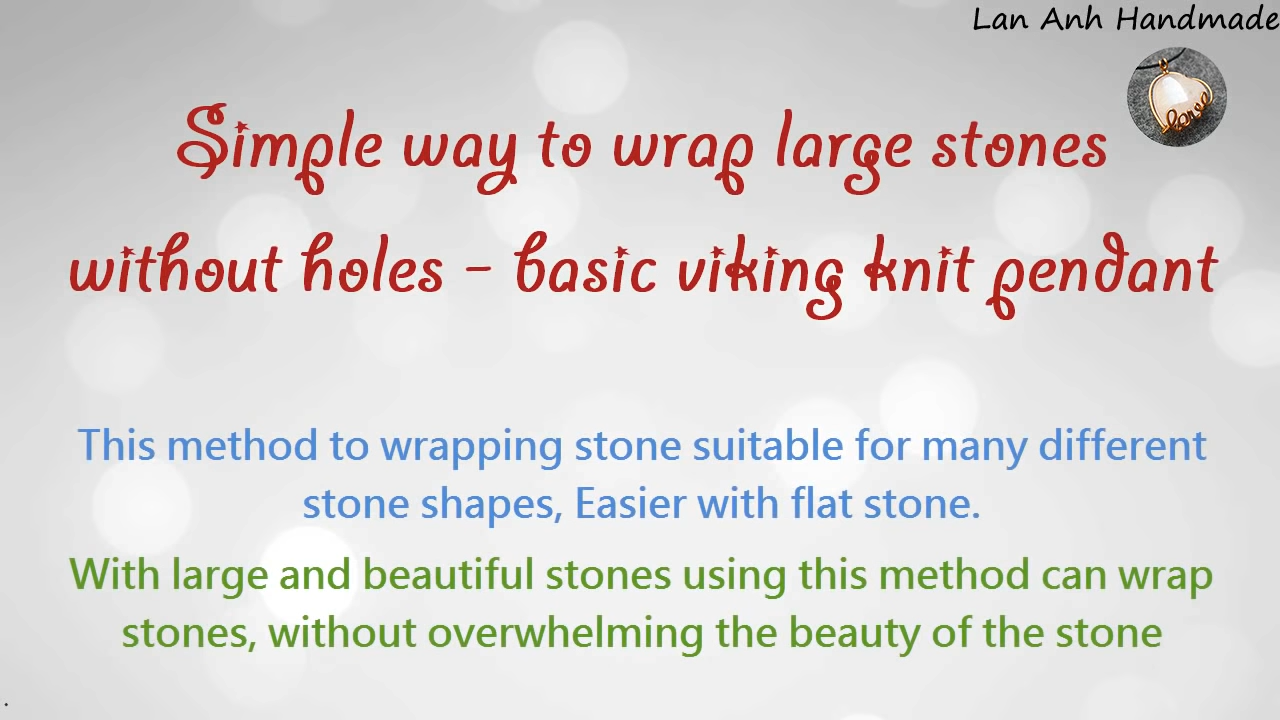 Lan Anh Handmade
love
Simple way to wrap large stones
without holes - basic viking knit pendant
This method to wrapping stone suitable for many different
stone shapes, Easier with flat stone.
With large and beautiful stones using this method can wrap
stones, without overwhelming the beauty of the stone
.